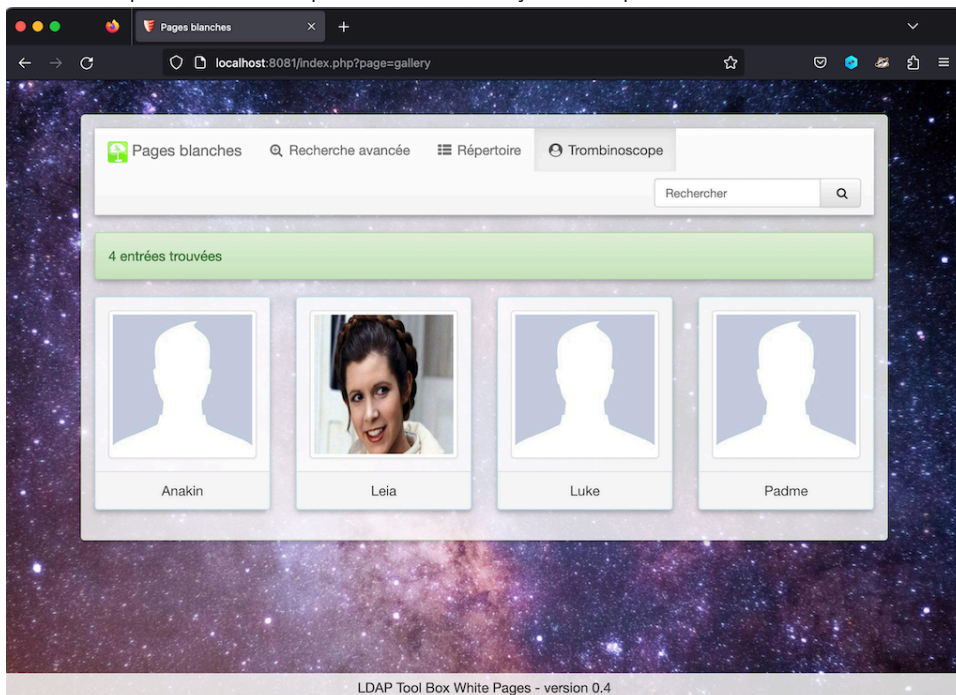 Pages blanches
localhost:8081/index.php?page=gallery
Pages blanches Recherche avancée Répertoire Trombinoscope
Rechercher
4 entrées trouvées
Anakin Leia Luke Padme
LDAP Tool Box White Pages - version 0.4